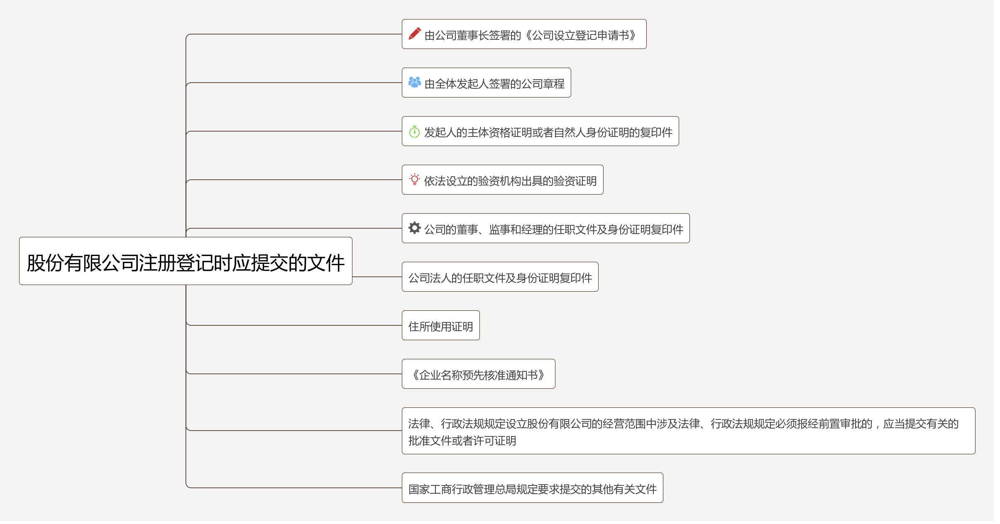 由公司董事长签署的《公司设立登记申请书》
由全体发起人签署的公司章程
发起人的主体资格证明或者自然人身份证明的复印件
依法设立的验资机构出具的验资证明
公司的董事、监事和经理的任职文件及身份证明复印件
股份有限公司注册登记时应提交的文件
公司法人的任职文件及身份证明复印件
住所使用证明
《企业名称预先核准通知书》
法律、行政法规规定设立股份有限公司的经营范围中涉及法律、行政法规规定必须报经前置审批的，应当提交有关的
批准文件或者许可证明
国家工商行政管理总局规定要求提交的其他有关文件